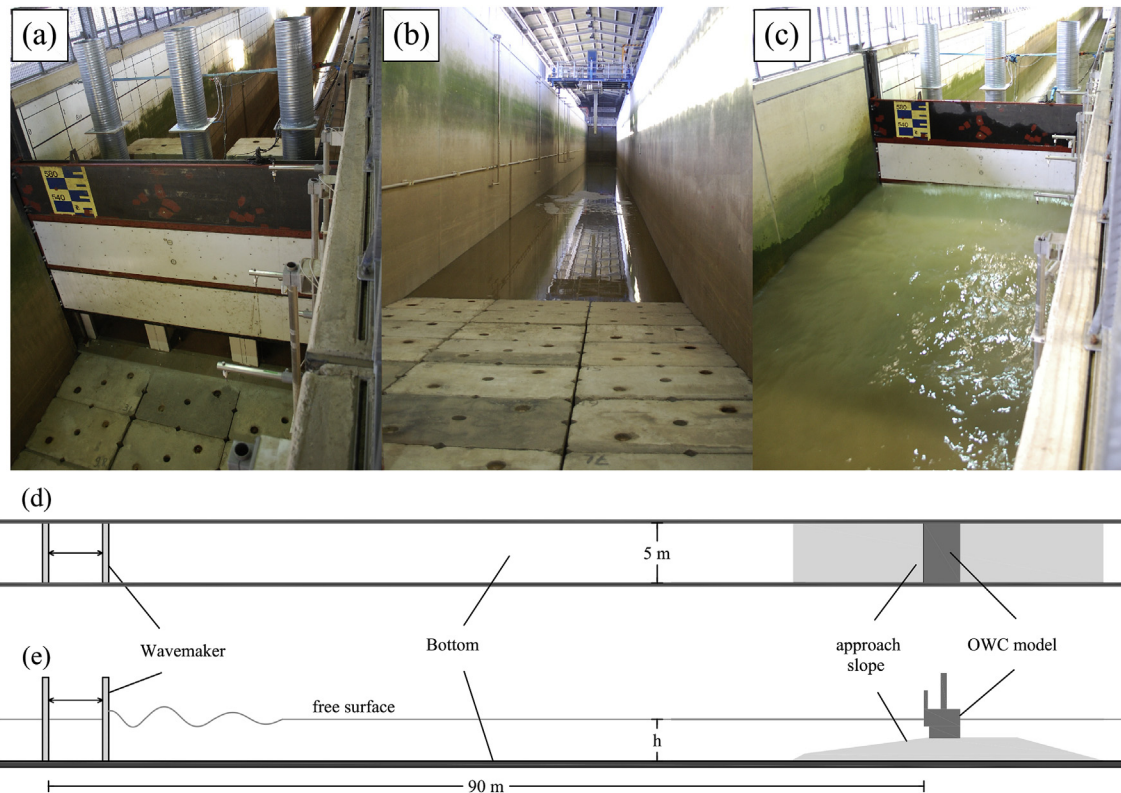 (a)
(b)
(c)
580
540
580
540
(d)
5 m
Wavemaker
Bottom
approach
slope
OWC model
(e)
free surface
h
90 m